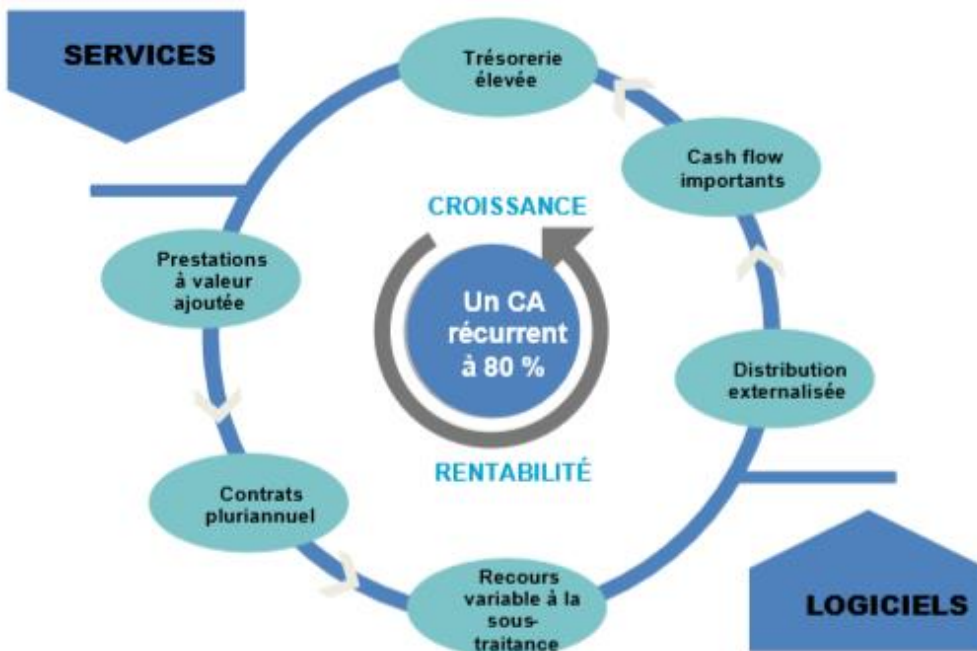 SERVICES
Trésorerie
élevée
Cash flow
importants
CROISSANCE
Prestations
à valeur
ajoutée
Un CA
récurrent
à 80 %
Distribution
externalisée
RENTABILITÉ
Contrats
pluriannuel
Recours
variable à la
sous-
traitance
LOGICIELS